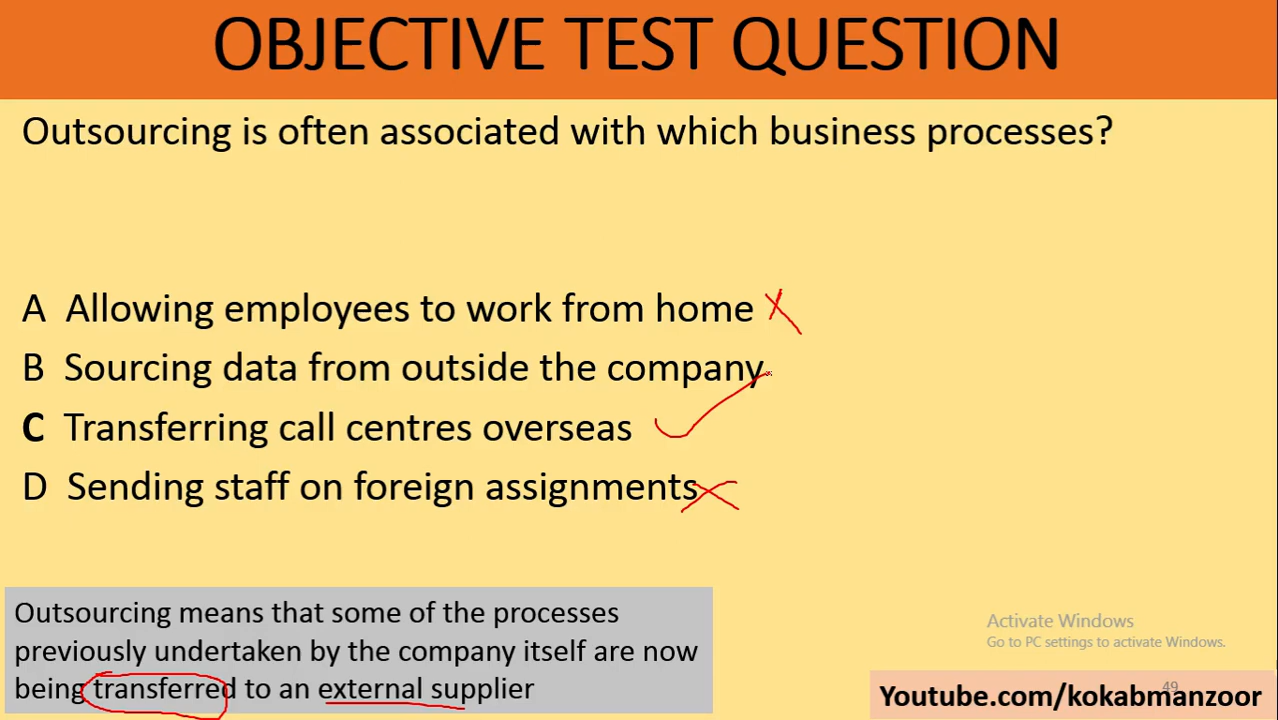 OBJECTIVE TEST QUESTION
Outsourcing is often associated with which business processes?
A Allowing employees to work from home
B Sourcing data from outside the company
C Transferring call centres overseas
D Sending staff on foreign assignments
Outsourcing means that some of the processes
previously undertaken by the company itself are now
being transferred to an external supplier
Activate Windows
Go to PC settings to activate Windows.
49
Youtube.com/kokabmanzoor